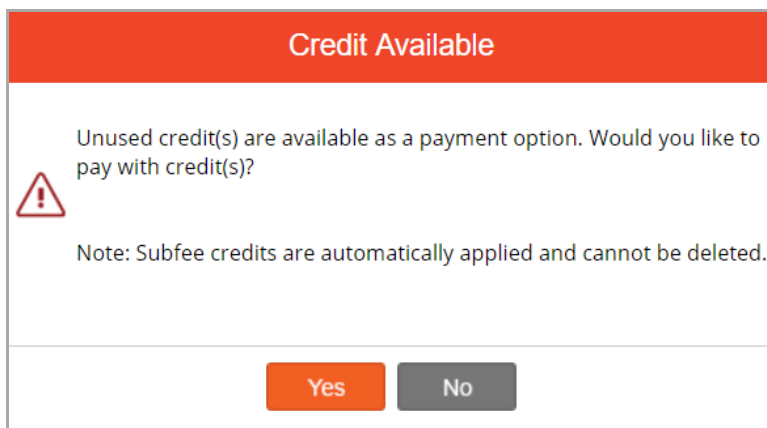 Credit Available
Unused credit(s) are available as a payment option. Would you like to
pay with credit(s)?
Note: Subfee credits are automatically applied and cannot be deleted.
Yes
No